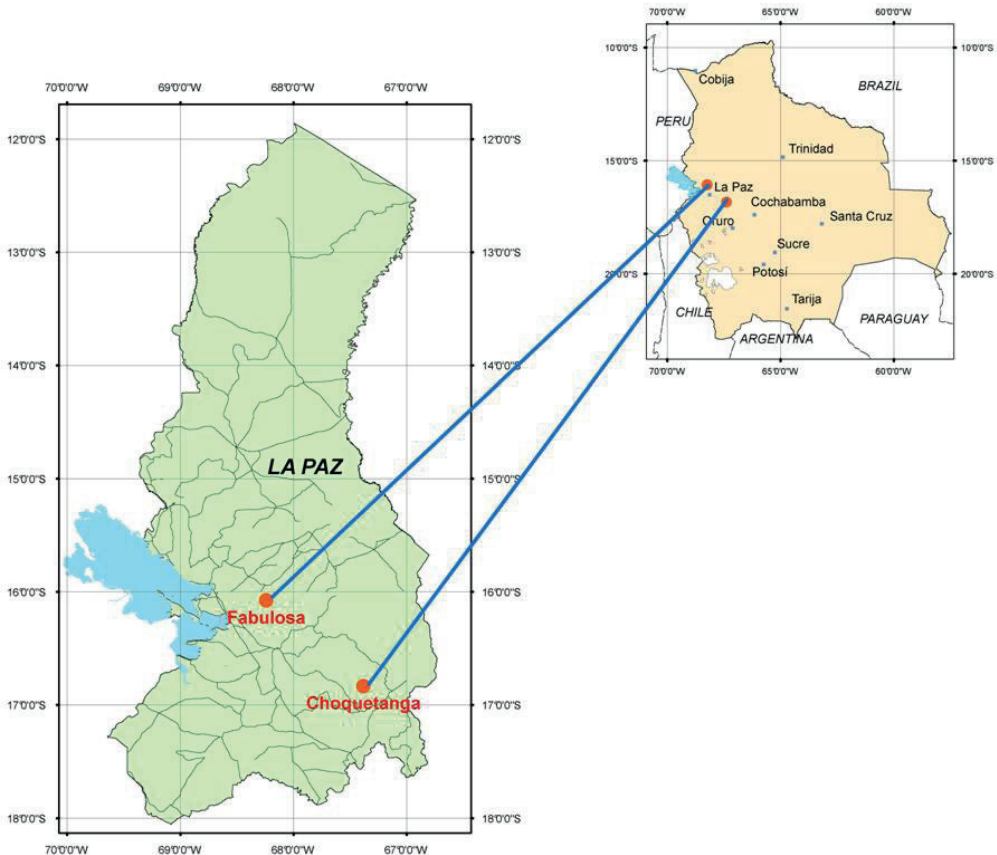 70°0'0"W 65°0'0"W 60°0'0"W
10°0'0"S 10°0'0"S
Cobija
BRAZIL
PERU
Trinidad
15°0'0"S 15°0'0"S
La Paz
Cochabamba
Santa Cruz
Oruro
Sucre
Potosí
20°0'0"S 20°0'0"S
Tarija
CHILE
PARAGUAY
ARGENTINA
70°0'0"W 65°0'0"W 60°0'0"W
70°0'0"W 69°0'0"W 68°0'0"W 67°0'0"W
12°0'0"S 12°0'0"S
13°0'0"S 13°0'0"S
14°0'0"S 14°0'0"S
LA PAZ
15°0'0"S 15°0'0"S
16°0'0"S 16°0'0"S
Fabulosa
Choquetanga
17°0'0"S 17°0'0"S
18°0'0"S 18°0'0"S
70°0'0"W 69°0'0"W 68°0'0"W 67°0'0"W